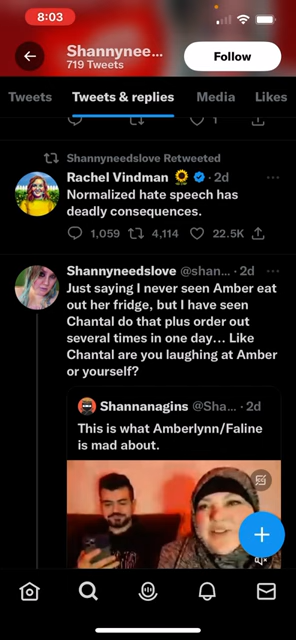 8:03
Shannynee...
719 Tweets
Follow
Tweets
Tweets & replies
Media
Likes
1
Shannyneedslove Retweeted
Rachel Vindman 🌻 · 2d
Normalized hate speech has
deadly consequences.
1,059 4,114 22.5K
Shannyneedslove @shan... · 2d
Just saying I never seen Amber eat
out her fridge, but I have seen
Chantal do that plus order out
several times in one day... Like
Chantal are you laughing at Amber
or yourself?
Shannanagins @Sha... · 2d
This is what Amberlynn/Faline
is mad about.